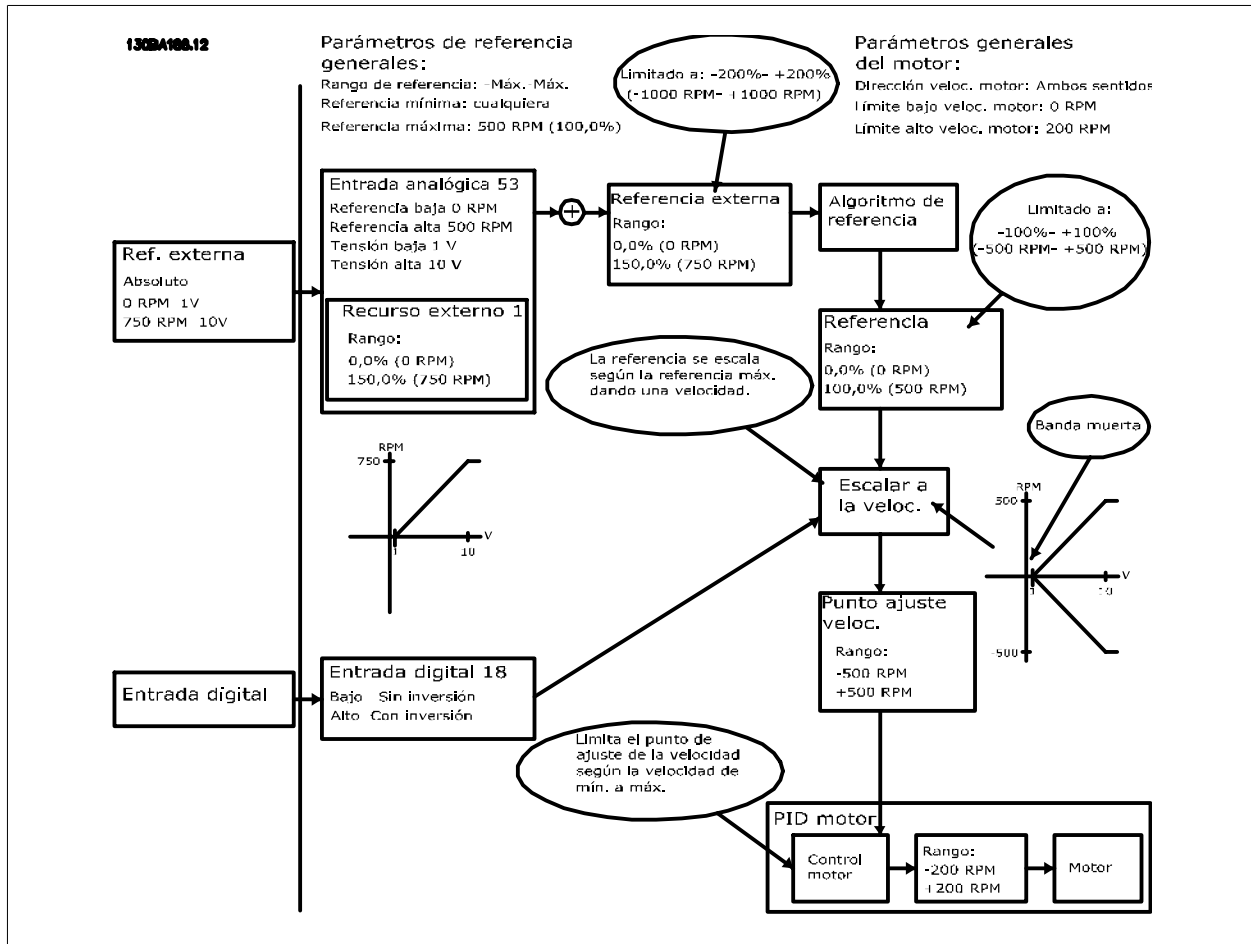 130BA188.12
Parámetros de referencia
generales:
Rango de referencia: -Máx.-Máx.
Referencia mínima: cualquiera
Referencia máxima: 500 RPM (100,0%)
Limitado a: -200%- +200%
(-1000 RPM- +1000 RPM)
Parámetros generales
del motor:
Dirección veloc. motor: Ambos sentidos
Límite bajo veloc. motor: 0 RPM
Límite alto veloc. motor: 200 RPM
Ref. externa
Absoluto
0 RPM 1V
750 RPM 10V
Entrada analógica 53
Referencia baja 0 RPM
Referencia alta 500 RPM
Tensión baja 1 V
Tensión alta 10 V
Recurso externo 1
Rango:
0,0% (0 RPM)
150,0% (750 RPM)
Referencia externa
Rango:
0,0% (0 RPM)
150,0% (750 RPM)
Algoritmo de
referencia
Limitado a:
-100%- +100%
(-500 RPM- +500 RPM)
Referencia
Rango:
0,0% (0 RPM)
100,0% (500 RPM)
La referencia se escala
según la referencia máx.
dando una velocidad.
Banda muerta
RPM
750
1
10
V
Escalar a
la veloc.
RPM
500
1
10
V
-500
Punto ajuste
veloc.
Rango:
-500 RPM
+500 RPM
Entrada digital
Entrada digital 18
Bajo Sin inversión
Alto Con inversión
Limita el punto de
ajuste de la velocidad
según la velocidad de
mín. a máx.
PID motor
Control
motor
Rango:
-200 RPM
+200 RPM
Motor